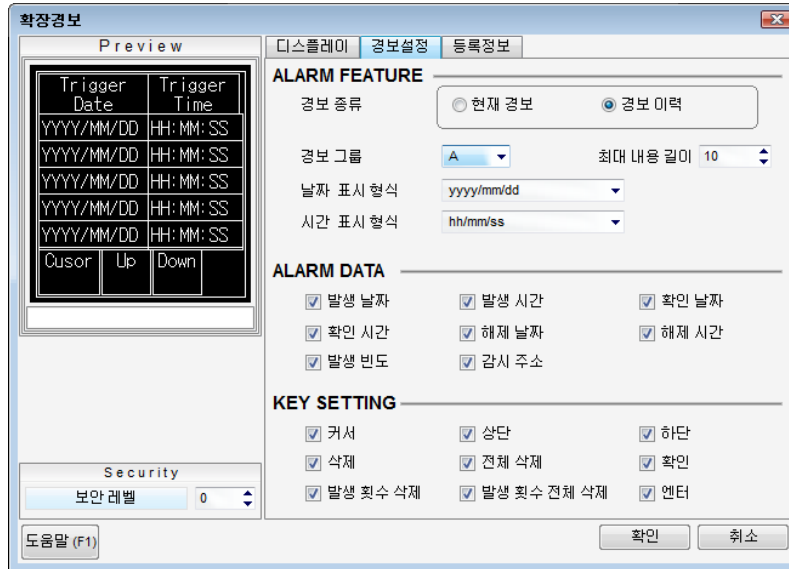 확장경보
Preview
Trigger Date Trigger Time
YYYY/MM/DD HH:MM:SS
YYYY/MM/DD HH:MM:SS
YYYY/MM/DD HH:MM:SS
YYYY/MM/DD HH:MM:SS
YYYY/MM/DD HH:MM:SS
Cusor Up Down
Security
보안 레벨 0
도움말 (F1)
디스플레이 경보설정 등록정보
ALARM FEATURE
경보 종류 현재 경보 경보 이력
경보 그룹 A 최대 내용 길이 10
날짜 표시 형식 yyyy/mm/dd
시간 표시 형식 hh/mm/ss
ALARM DATA
발생 날짜 발생 시간 확인 날짜
확인 시간 해제 날짜 해제 시간
발생 빈도 감시 주소
KEY SETTING
커서 상단 하단
삭제 전체 삭제 확인
발생 횟수 삭제 발생 횟수 전체 삭제 엔터
확인 취소